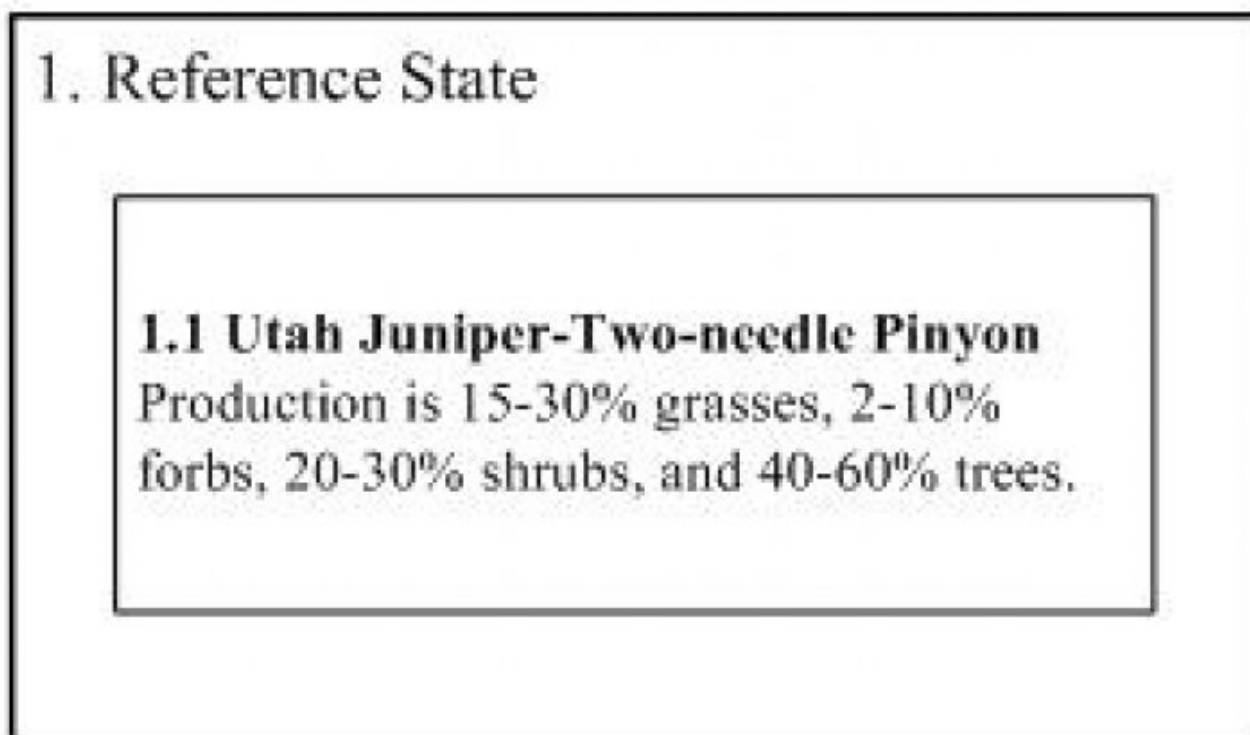 1. Reference State
1.1 Utah Juniper-Two-needle Pinyon
Production is 15-30% grasses, 2-10%
forbs, 20-30% shrubs, and 40-60% trees.